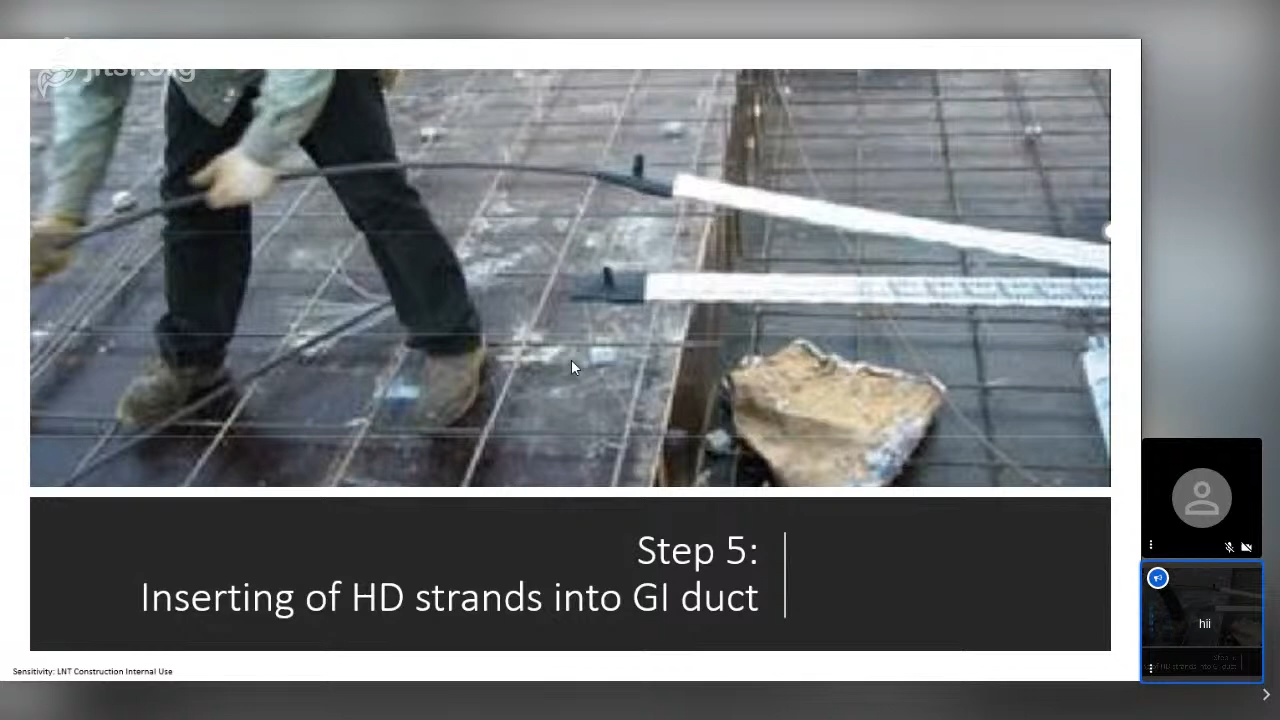 jitsi.org
Step 5:
Inserting of HD strands into GI duct
Sensitivity: LNT Construction Internal Use
hii